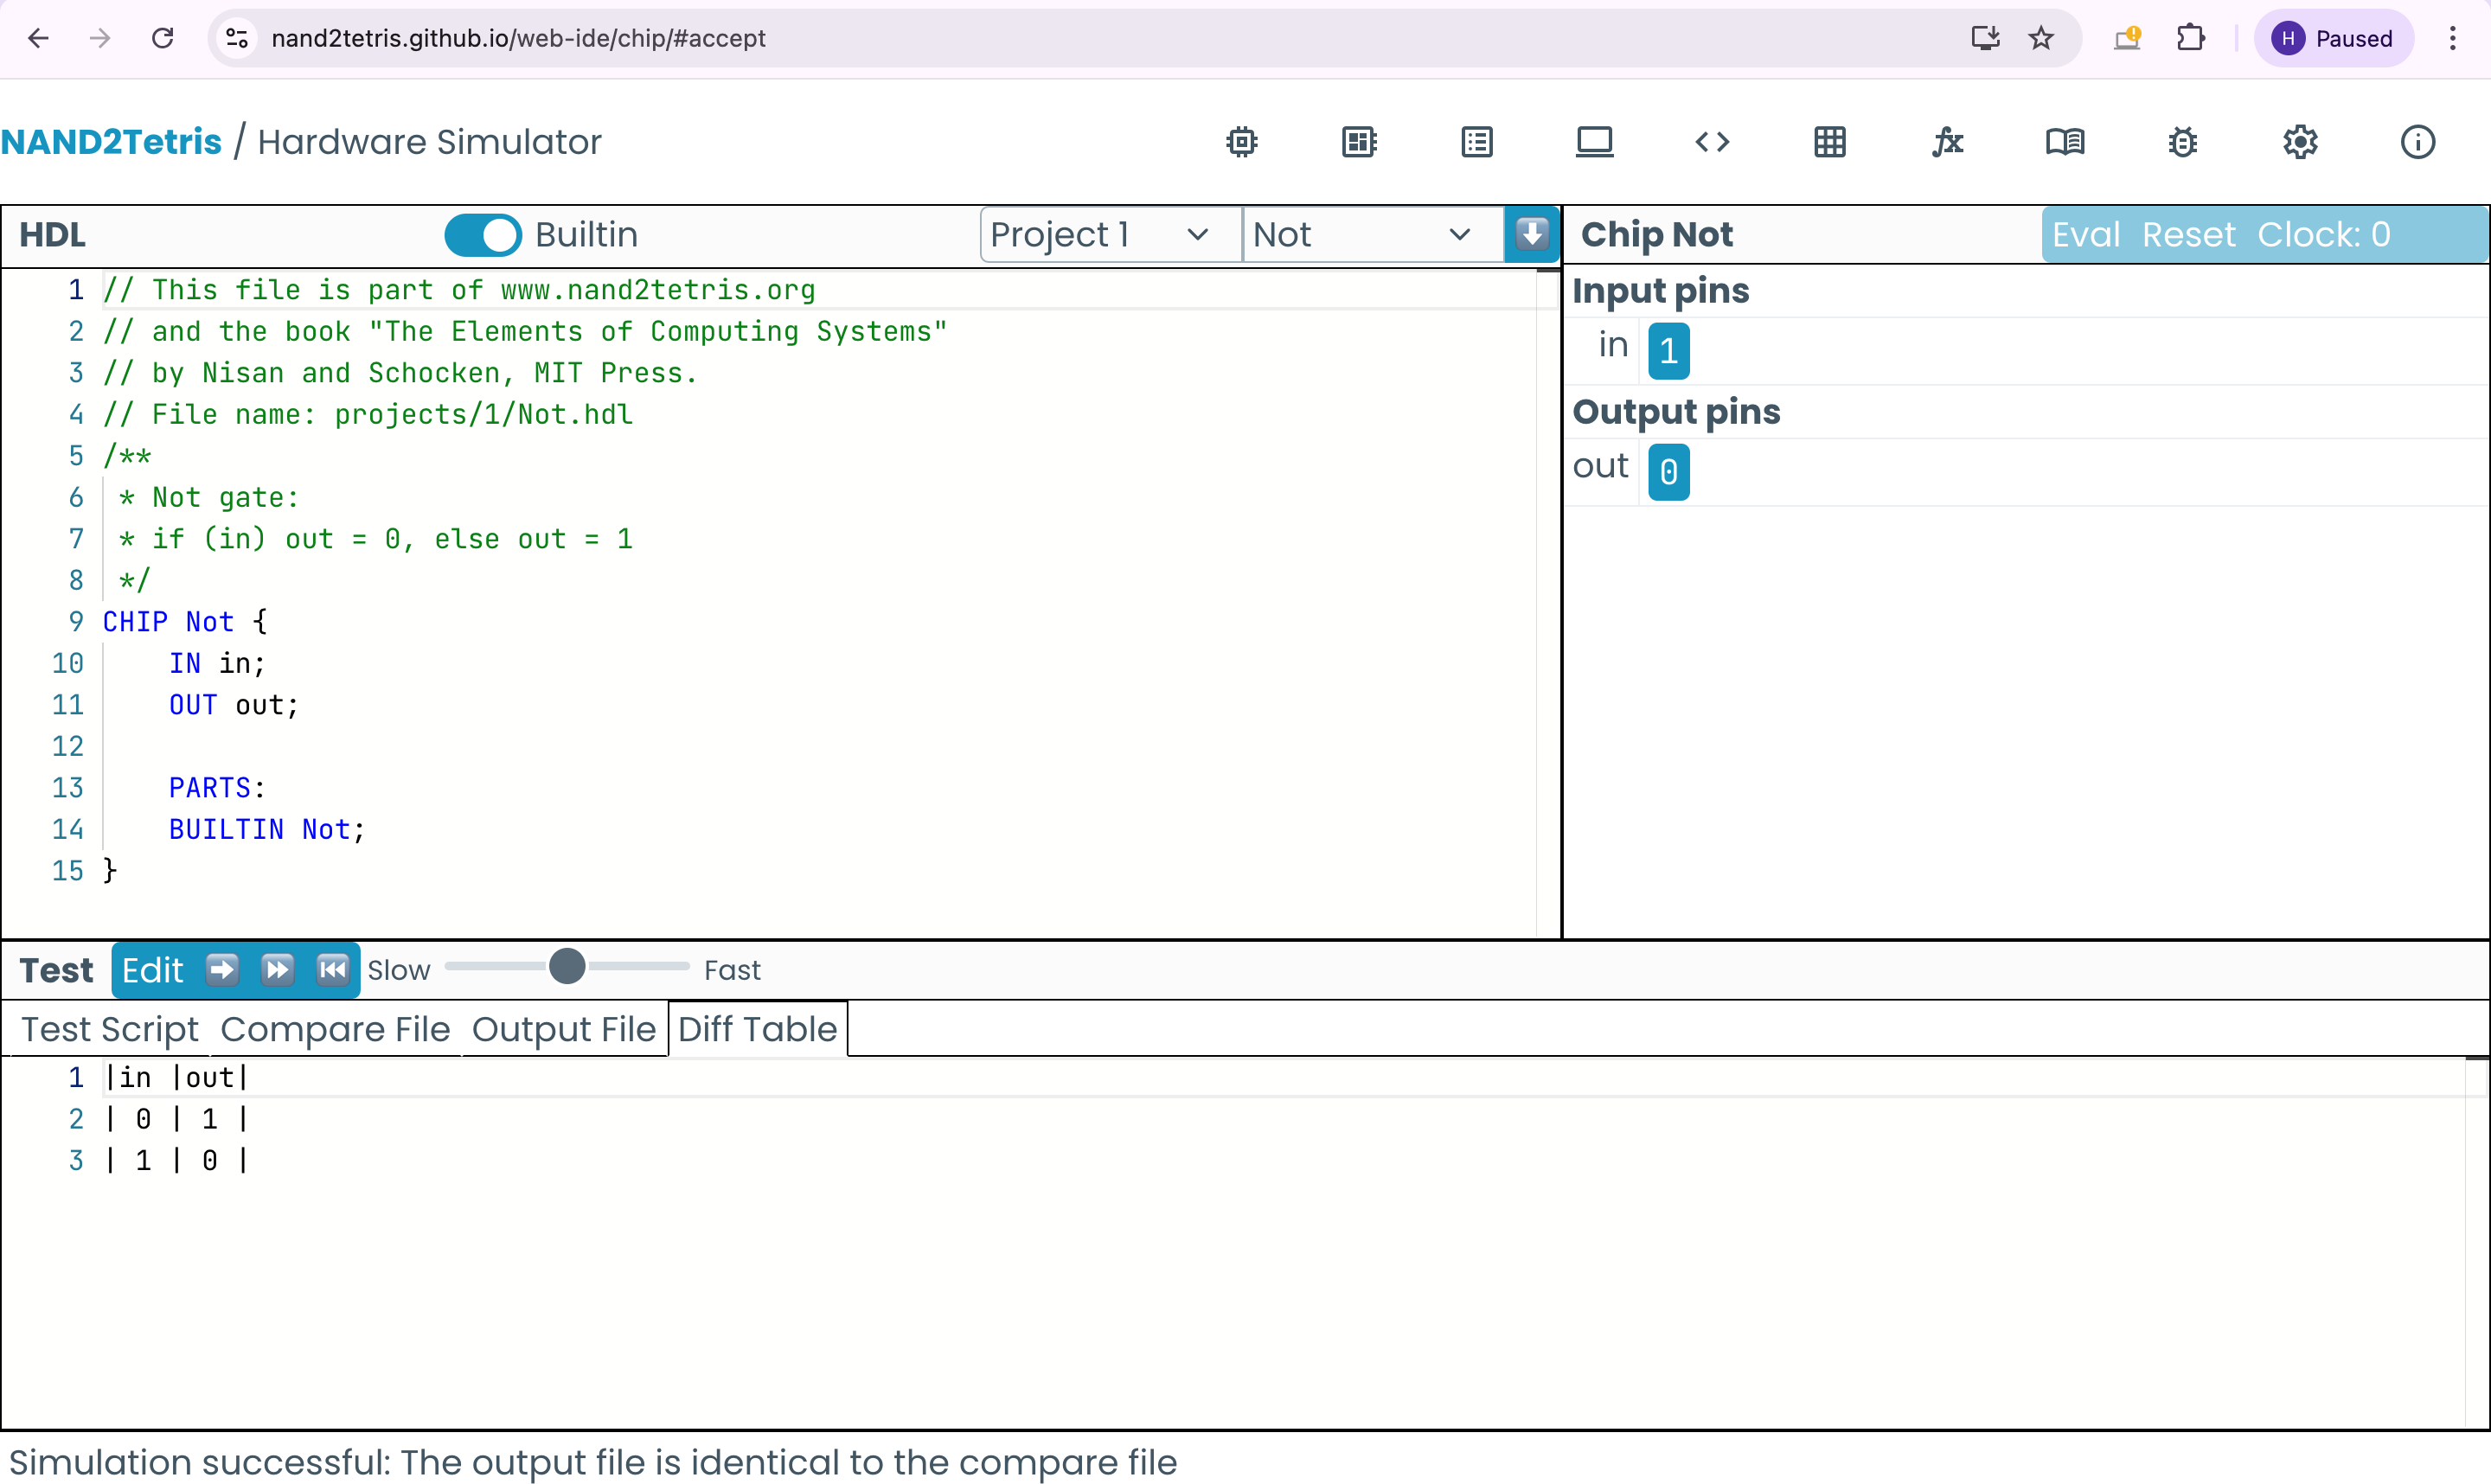 nand2tetris.github.io/web-ide/chip/#accept
H Paused
NAND2Tetris / Hardware Simulator
HDL Builtin Project 1 Not
1 // This file is part of www.nand2tetris.org
2 // and the book "The Elements of Computing Systems"
3 // by Nisan and Schocken, MIT Press.
4 // File name: projects/1/Not.hdl
5 /**
6 * Not gate:
7 * if (in) out = 0, else out = 1
8 */
9 CHIP Not {
10 IN in;
11 OUT out;
12
13 PARTS:
14 BUILTIN Not;
15 }
Chip Not Eval Reset Clock: 0
Input pins
in 1
Output pins
out 0
Test Edit Slow Fast
Test Script Compare File Output File Diff Table
1 |in |out|
2 | 0 | 1 |
3 | 1 | 0 |
Simulation successful: The output file is identical to the compare file